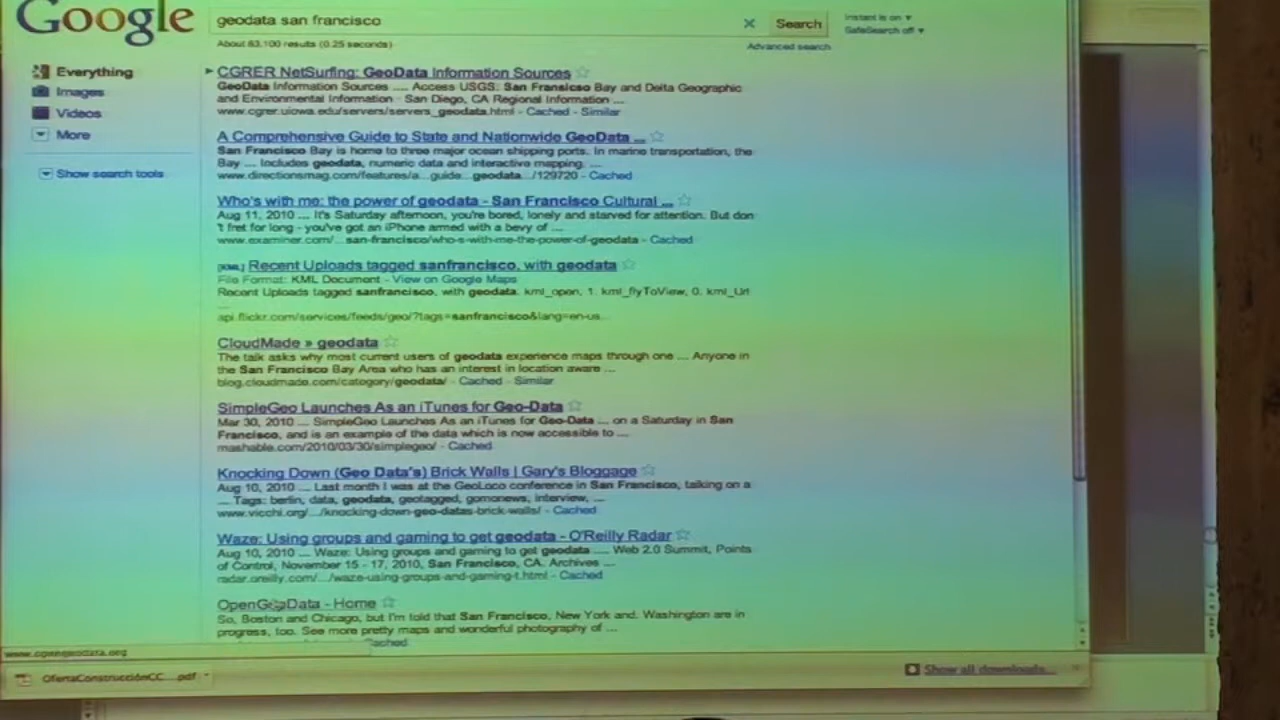 Google
geodata san francisco
Search
Instant is on
SafeSearch off
About 63,100 results (0.25 seconds)
Advanced search
Everything
Images
Videos
More
Show search tools
CGRER NetSurfing: GeoData Information Sources
GeoData Information Sources .... Access USGS: San Fransisco Bay and Delta Geographic
and Environmental Information · San Diego, CA Regional Information ...
www.cgrer.uiowa.edu/servers/servers_geodata.html - Cached - Similar
A Comprehensive Guide to State and Nationwide GeoData ...
San Francisco Bay is home to three major ocean shipping ports. In marine transportation, the
Bay ... Includes geodata, numeric data and interactive mapping. ...
www.directionsmag.com/features/a...guide...geodata.../129720 - Cached
Who's with me: the power of geodata - San Francisco Cultural ...
Aug 11, 2010 ... It's Saturday afternoon, you're bored, lonely and starved for attention. But don
't fret for long - you've got an iPhone armed with a bevy of ...
www.examiner.com/...san-francisco/who-s-with-me-the-power-of-geodata - Cached
[KML] Recent Uploads tagged sanfrancisco, with geodata
File Format: KML Document - View on Google Maps
Recent Uploads tagged sanfrancisco, with geodata. kml_open, 1. kml_flyToView, 0. kml_Url
...
api.flickr.com/services/feeds/geo/?tags=sanfrancisco&lang=en-us...
CloudMade » geodata
The talk asks why most current users of geodata experience maps through one ... Anyone in
the San Francisco Bay Area who has an interest in location aware ...
blog.cloudmade.com/category/geodata/ - Cached - Similar
SimpleGeo Launches As an iTunes for Geo-Data
Mar 30, 2010 ... SimpleGeo Launches As an iTunes for Geo-Data ... on a Saturday in San
Francisco, and is an example of the data which is now accessible to ...
mashable.com/2010/03/30/simplegeo/ - Cached
Knocking Down (Geo Data's) Brick Walls | Gary's Bloggage
Aug 10, 2010 ... Last month I was at the GeoLoco conference in San Francisco, talking on a
... Tags: berlin, data, geodata, geotagged, gomonews, interview, ...
www.vicchi.org/.../knocking-down-geo-datas-brick-walls/ - Cached
Waze: Using groups and gaming to get geodata - O'Reilly Radar
Aug 10, 2010 ... Waze: Using groups and gaming to get geodata .... Web 2.0 Summit, Points
of Control, November 15 - 17, 2010, San Francisco, CA. Archives ...
radar.oreilly.com/.../waze-using-groups-and-gaming-t.html - Cached
OpenGeoData - Home
So, Boston and Chicago, but I'm told that San Francisco, New York and. Washington are in
progress, too. See more pretty maps and wonderful photography of ...
Cached
www.opengeodata.org
OfertaConstrucciónCC....pdf
Show all downloads...